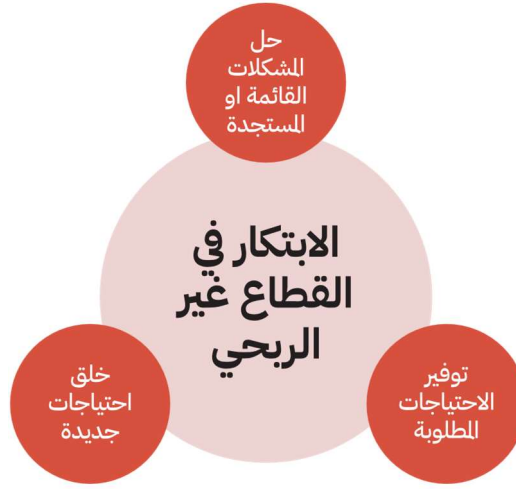 حل
المشكلات
القائمة او
المستجدة
الابتكار في
القطاع غير
الربحي
توفير
الاحتياجات
المطلوبة
خلق
احتياجات
جديدة